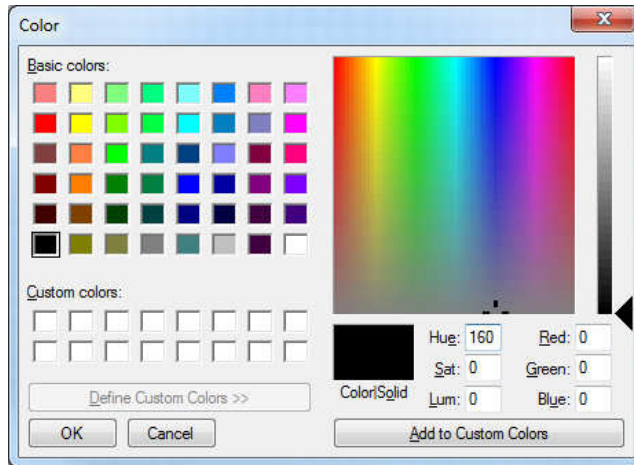 Color
Basic colors:
Custom colors:
Define Custom Colors >>
OK Cancel
Color|Solid
Hue: 160 Red: 0
Sat: 0 Green: 0
Lum: 0 Blue: 0
Add to Custom Colors